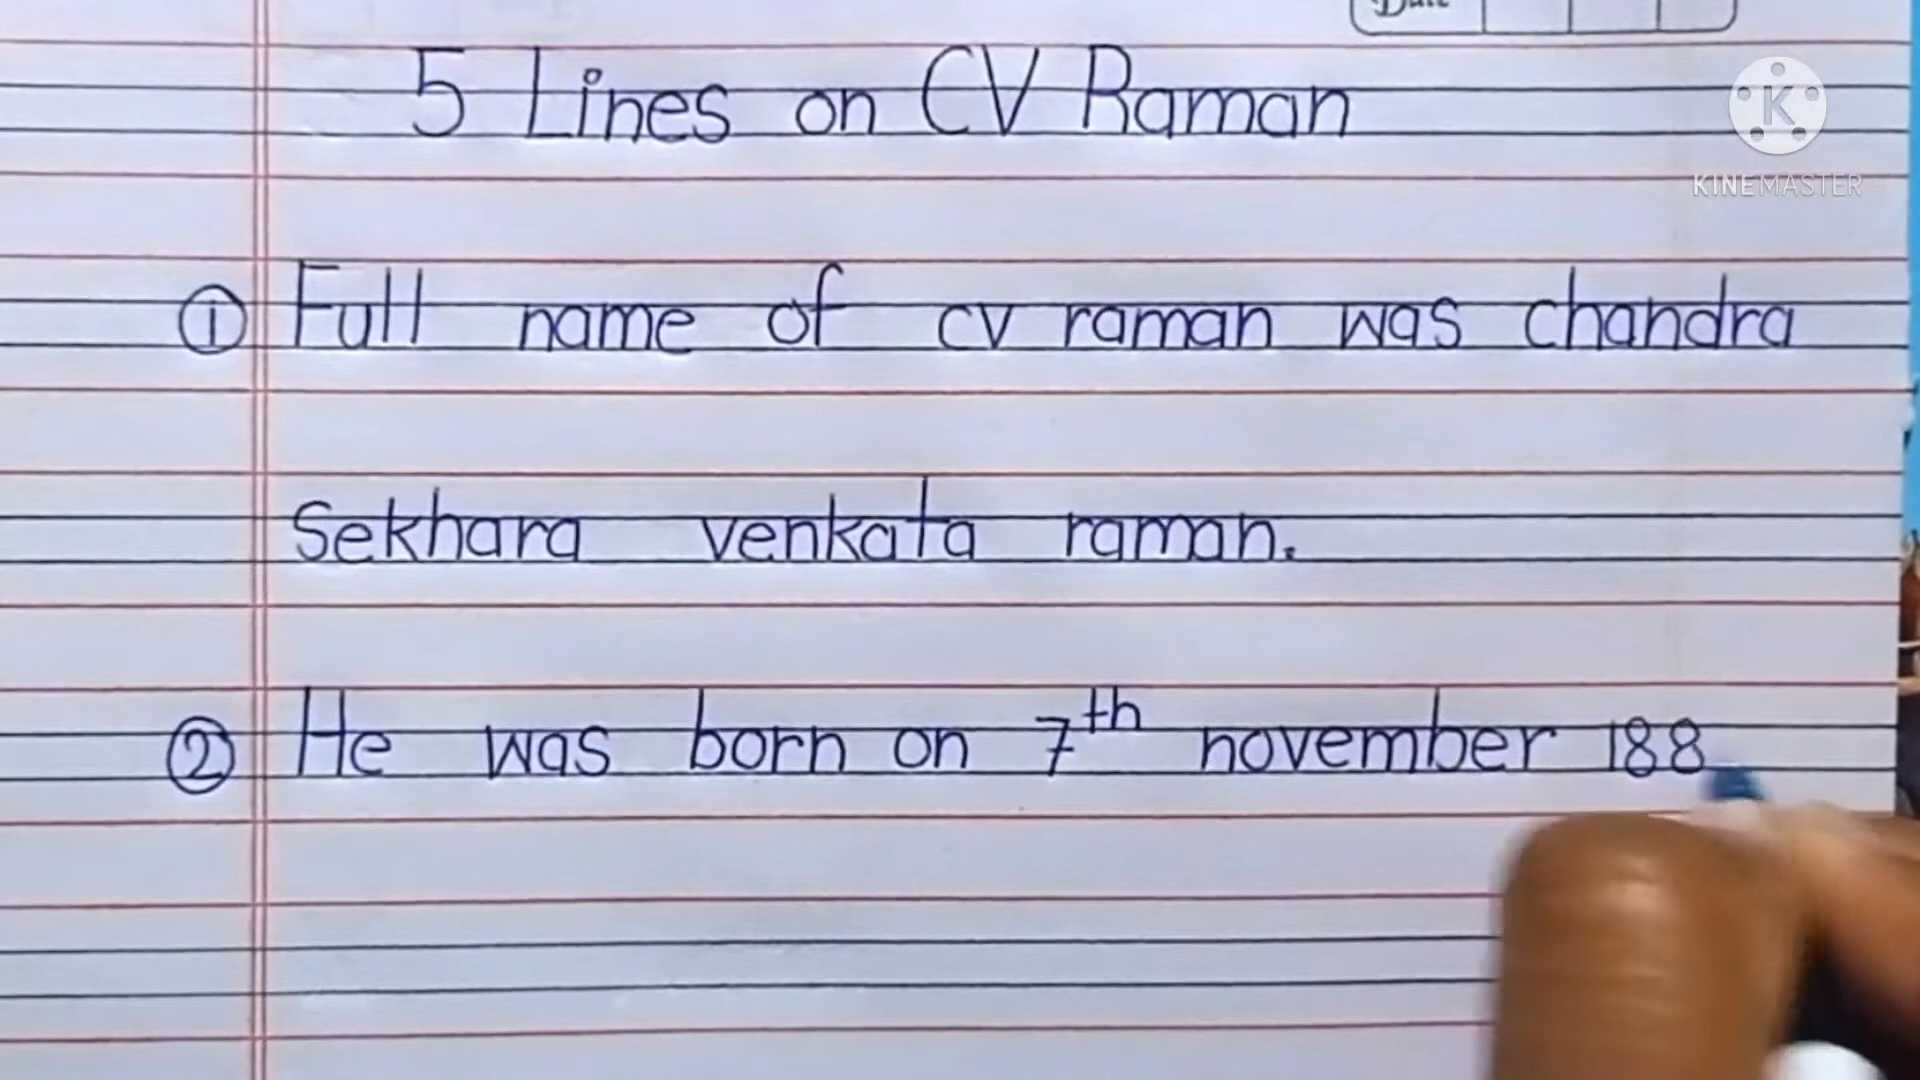 Date
5 Lines on CV Raman
KINEMASTER
① Full name of cv raman was chandra
Sekhara venkata raman.
② He was born on 7th november 188